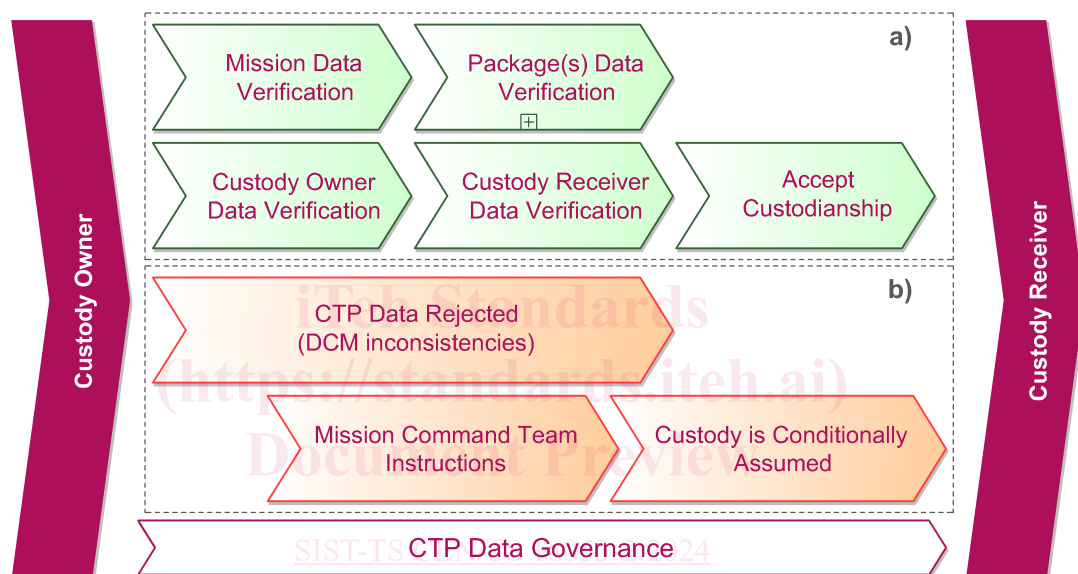 a)
Mission Data
Verification
Package(s) Data
Verification
Custody Owner
Data Verification
Custody Receiver
Data Verification
Accept
Custodianship
Custody Owner
Custody Receiver
b)
iTeh Standards
CTP Data Rejected
(DCM inconsistencies)
(https://standards.iteh.ai)
Mission Command Team
Instructions
Custody is Conditionally
Assumed
Document Preview
CTP Data Governance